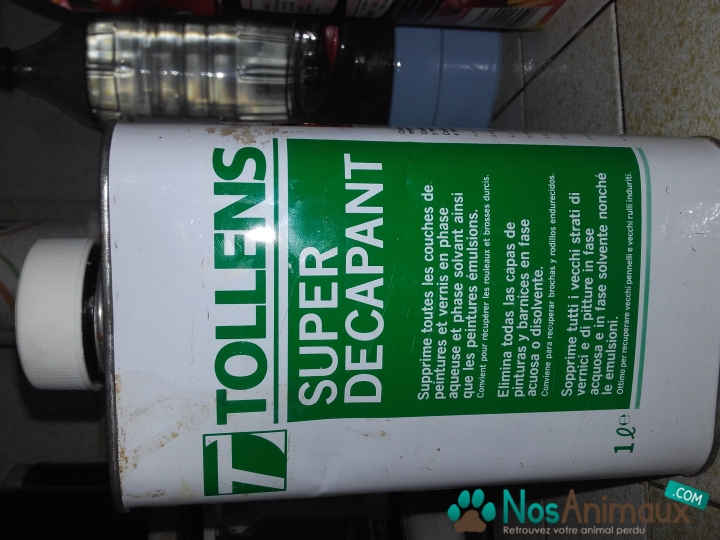 TOLLENS
SUPER
DECAPANT
Supprime toutes les couches de
peintures et vernis en phase
aqueuse et phase solvant ainsi
que les peintures émulsions.
Convient pour récupérer les rouleaux et brosses durcis.
Elimina todas las capas de
pinturas y barnices en fase
acuosa o disolvente.
Conviene para recuperar brochas y rodillos endurecidos.
Sopprime tutti i vecchi strati di
vernici e di pitture in fase
acquosa e in fase solvente nonché
le emulsioni.
Ottimo per recuperare vecchi pennelli e vecchi rulli induriti.
1 ℓ e
NosAnimaux
.COM
Retrouvez votre animal perdu